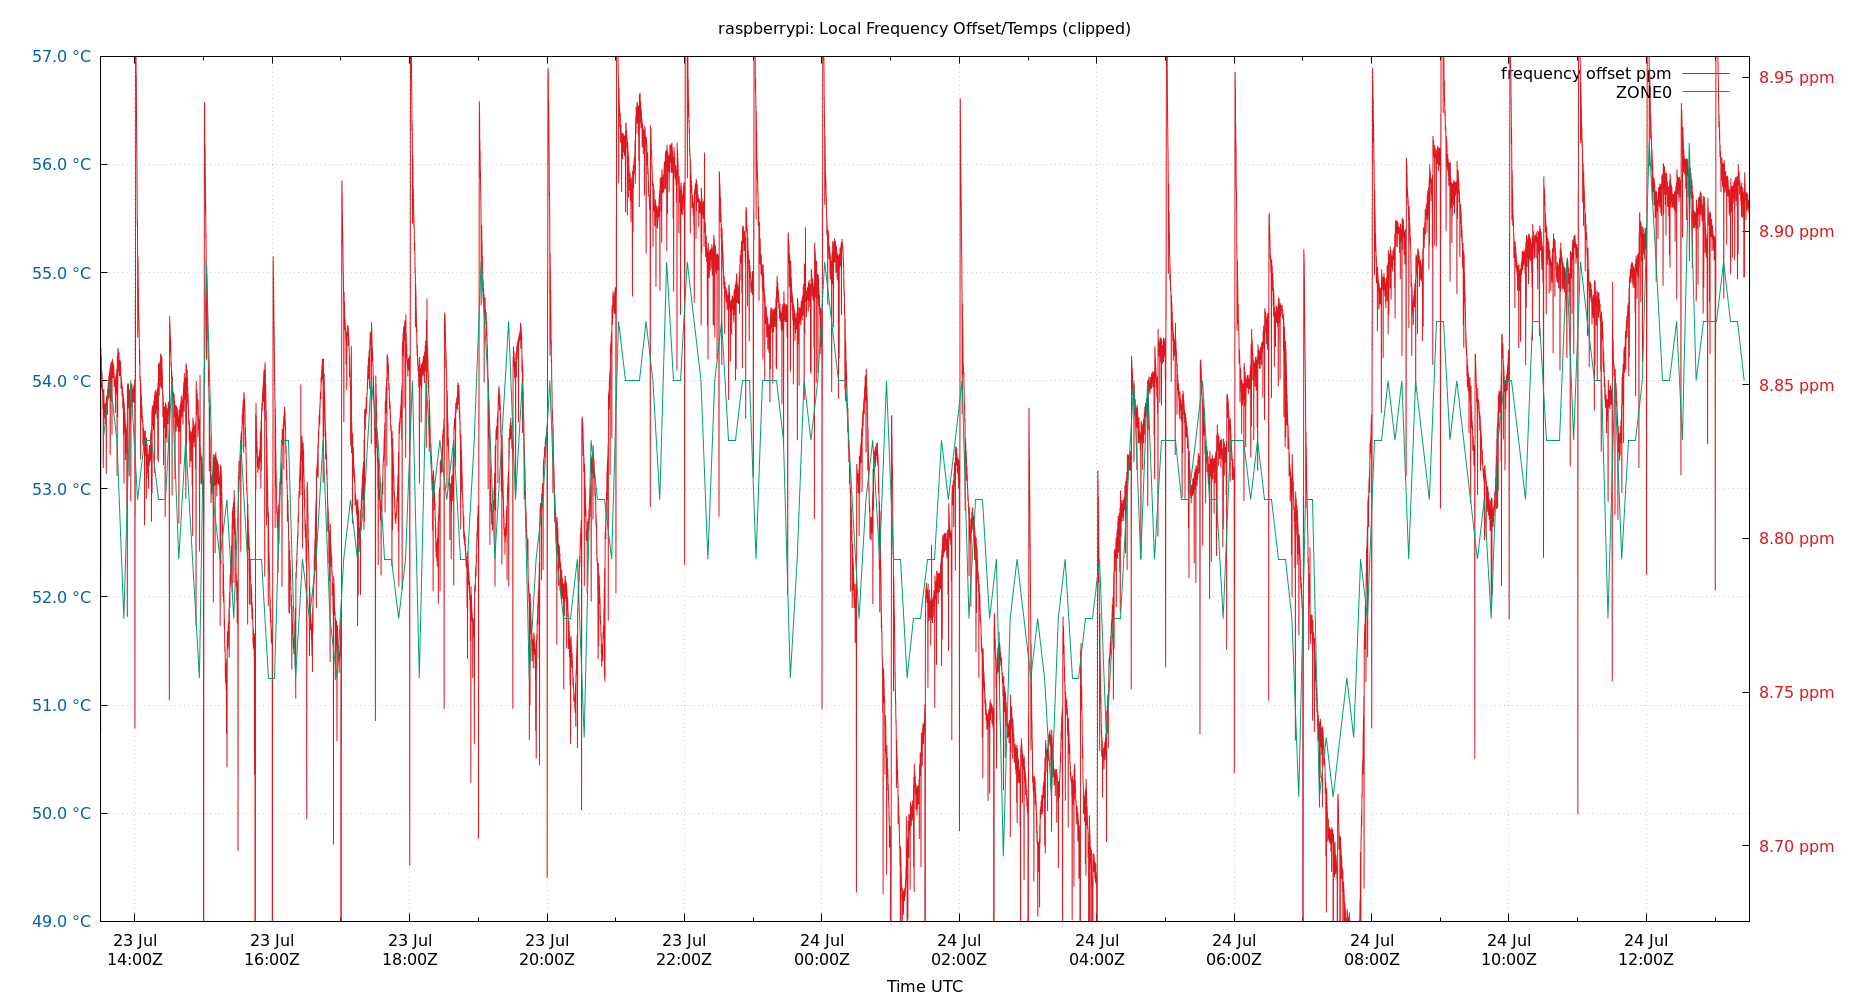 raspberrypi: Local Frequency Offset/Temps (clipped)
frequency offset ppm
ZONE0
57.0 °C
56.0 °C
55.0 °C
54.0 °C
53.0 °C
52.0 °C
51.0 °C
50.0 °C
49.0 °C
8.95 ppm
8.90 ppm
8.85 ppm
8.80 ppm
8.75 ppm
8.70 ppm
23 Jul 23 Jul 23 Jul 23 Jul 23 Jul 24 Jul 24 Jul 24 Jul 24 Jul 24 Jul 24 Jul 24 Jul
14:00Z 16:00Z 18:00Z 20:00Z 22:00Z 00:00Z 02:00Z 04:00Z 06:00Z 08:00Z 10:00Z 12:00Z
Time UTC